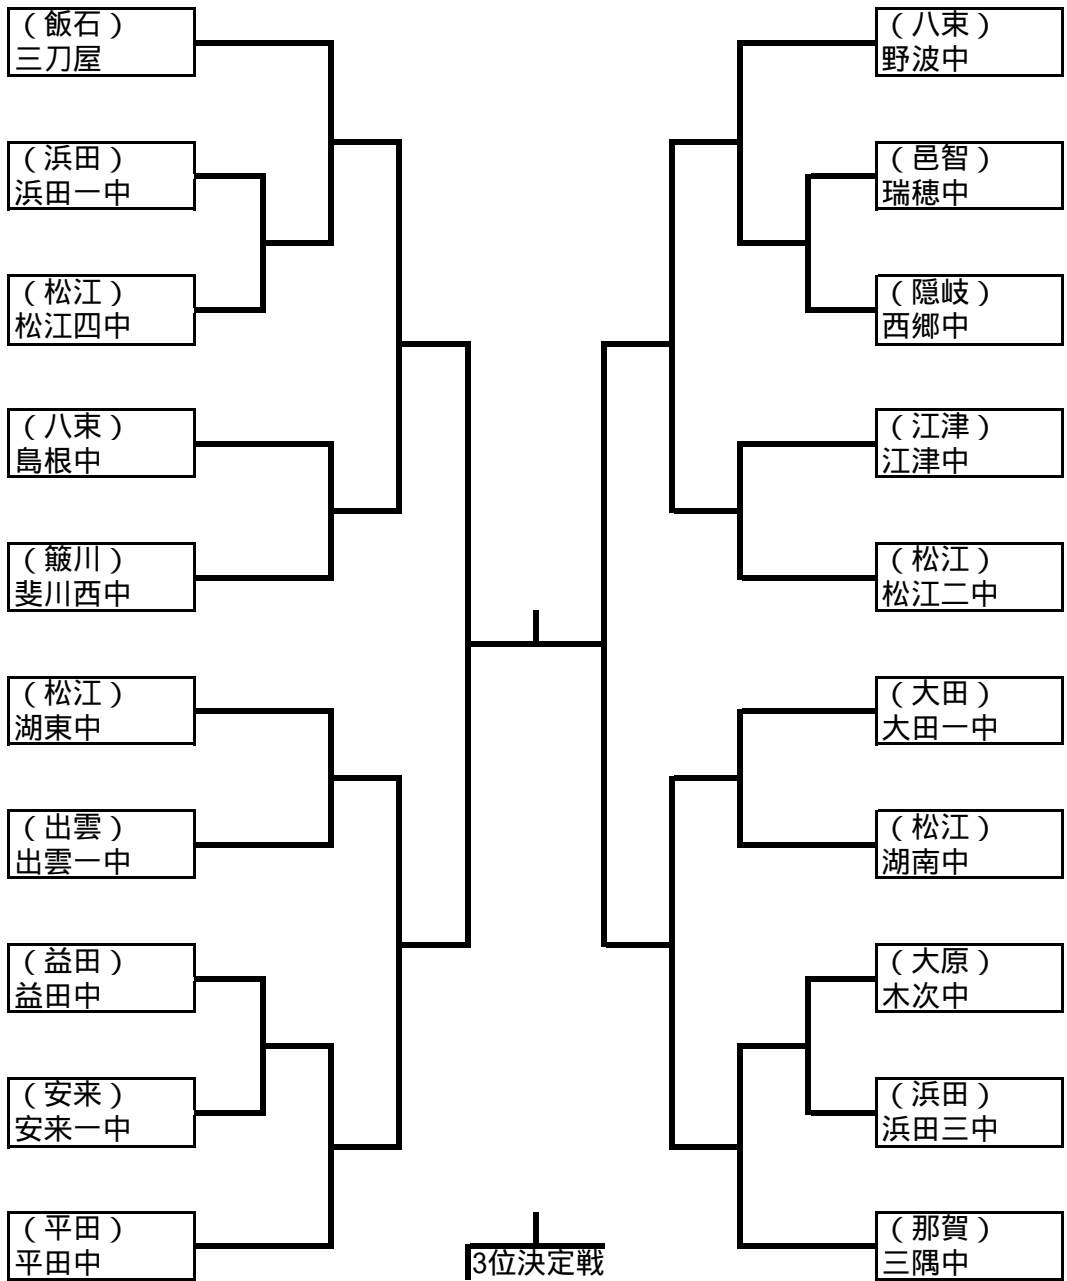 （飯石）
三刀屋
（浜田）
浜田一中
（松江）
松江四中
（八束）
島根中
（簸川）
斐川西中
（松江）
湖東中
（出雲）
出雲一中
（益田）
益田中
（安来）
安来一中
（平田）
平田中
（八束）
野波中
（邑智）
瑞穂中
（隠岐）
西郷中
（江津）
江津中
（松江）
松江二中
（大田）
大田一中
（松江）
湖南中
（大原）
木次中
（浜田）
浜田三中
（那賀）
三隅中
3位決定戦